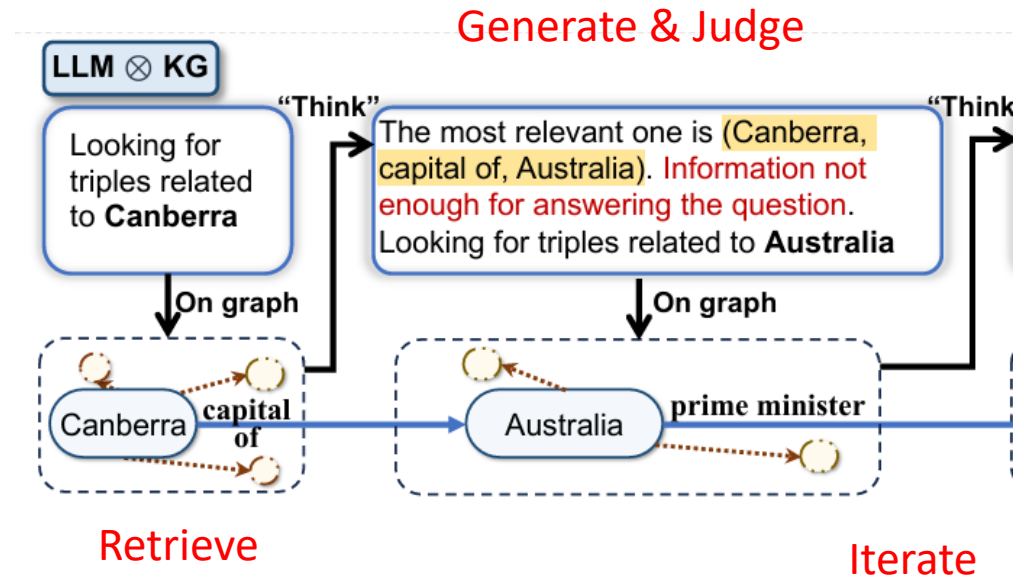 Generate & Judge
LLM ⊗ KG
Looking for
triples related
to Canberra
“Think”
The most relevant one is (Canberra,
capital of, Australia). Information not
enough for answering the question.
Looking for triples related to Australia
“Think
On graph
On graph
Canberra
capital
of
Australia
prime minister
Retrieve
Iterate